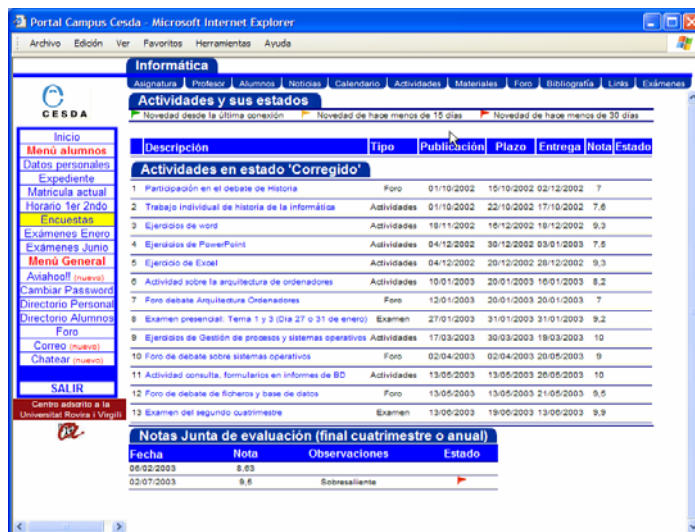 Portal Campus Cesda - Microsoft Internet Explorer
Archivo Edición Ver Favoritos Herramientas Ayuda
Informática
Asignatura Profesor Alumnos Noticias Calendario Actividades Materiales Foro Bibliografía Links Exámenes
Actividades y sus estados
Novedad desde la última conexión Novedad de hace menos de 15 días Novedad de hace menos de 30 días
CESDA
Inicio
Menú alumnos
Datos personales
Expediente
Matricula actual
Horario 1er 2ndo
Encuestas
Exámenes Enero
Exámenes Junio
Menú General
Aviahoo!! (nuevo)
Cambiar Password
Directorio Personal
Directorio Alumnos
Foro
Correo (nuevo)
Chatear (nuevo)
SALIR
Centro adscrito a la
Universitat Rovira i Virgili
Descripción Tipo Publicación Plazo Entrega Nota Estado
Actividades en estado 'Corregido'
1 Participación en el debate de Historia Foro 01/10/2002 15/10/2002 02/12/2002 7
2 Trabajo individual de historia de la informática Actividades 01/10/2002 22/10/2002 17/10/2002 7,6
3 Ejercicios de word Actividades 18/11/2002 16/12/2002 18/12/2002 9,3
4 Ejercicios de PowerPoint Actividades 04/12/2002 30/12/2002 03/01/2003 7,5
5 Ejercicio de Excel Actividades 04/12/2002 20/12/2002 28/12/2002 9,3
6 Actividad sobre la arquitectura de ordenadores Actividades 10/01/2003 20/01/2003 16/01/2003 8,2
7 Foro debate Arquitectura Ordenadores Foro 12/01/2003 20/01/2003 20/01/2003 7
8 Examen presencial: Tema 1 y 3 (Día 27 o 31 de enero) Examen 27/01/2003 31/01/2003 31/01/2003 9,2
9 Ejercicios de Gestión de procesos y sistemas operativos Actividades 17/03/2003 30/03/2003 19/03/2003 10
10 Foro de debate sobre sistemas operativos Foro 02/04/2003 02/04/2003 20/05/2003 9
11 Actividad consulta, formularios en informes de BD Actividades 13/05/2003 13/05/2003 26/05/2003 10
12 Foro de debate de ficheros y base de datos Foro 13/05/2003 13/05/2003 21/05/2003 9,5
13 Examen del segundo cuatrimestre Examen 13/06/2003 19/06/2003 13/06/2003 9,9
Notas Junta de evaluación (final cuatrimestre o anual)
Fecha Nota Observaciones Estado
06/02/2003 8,63
02/07/2003 9,6 Sobresaliente